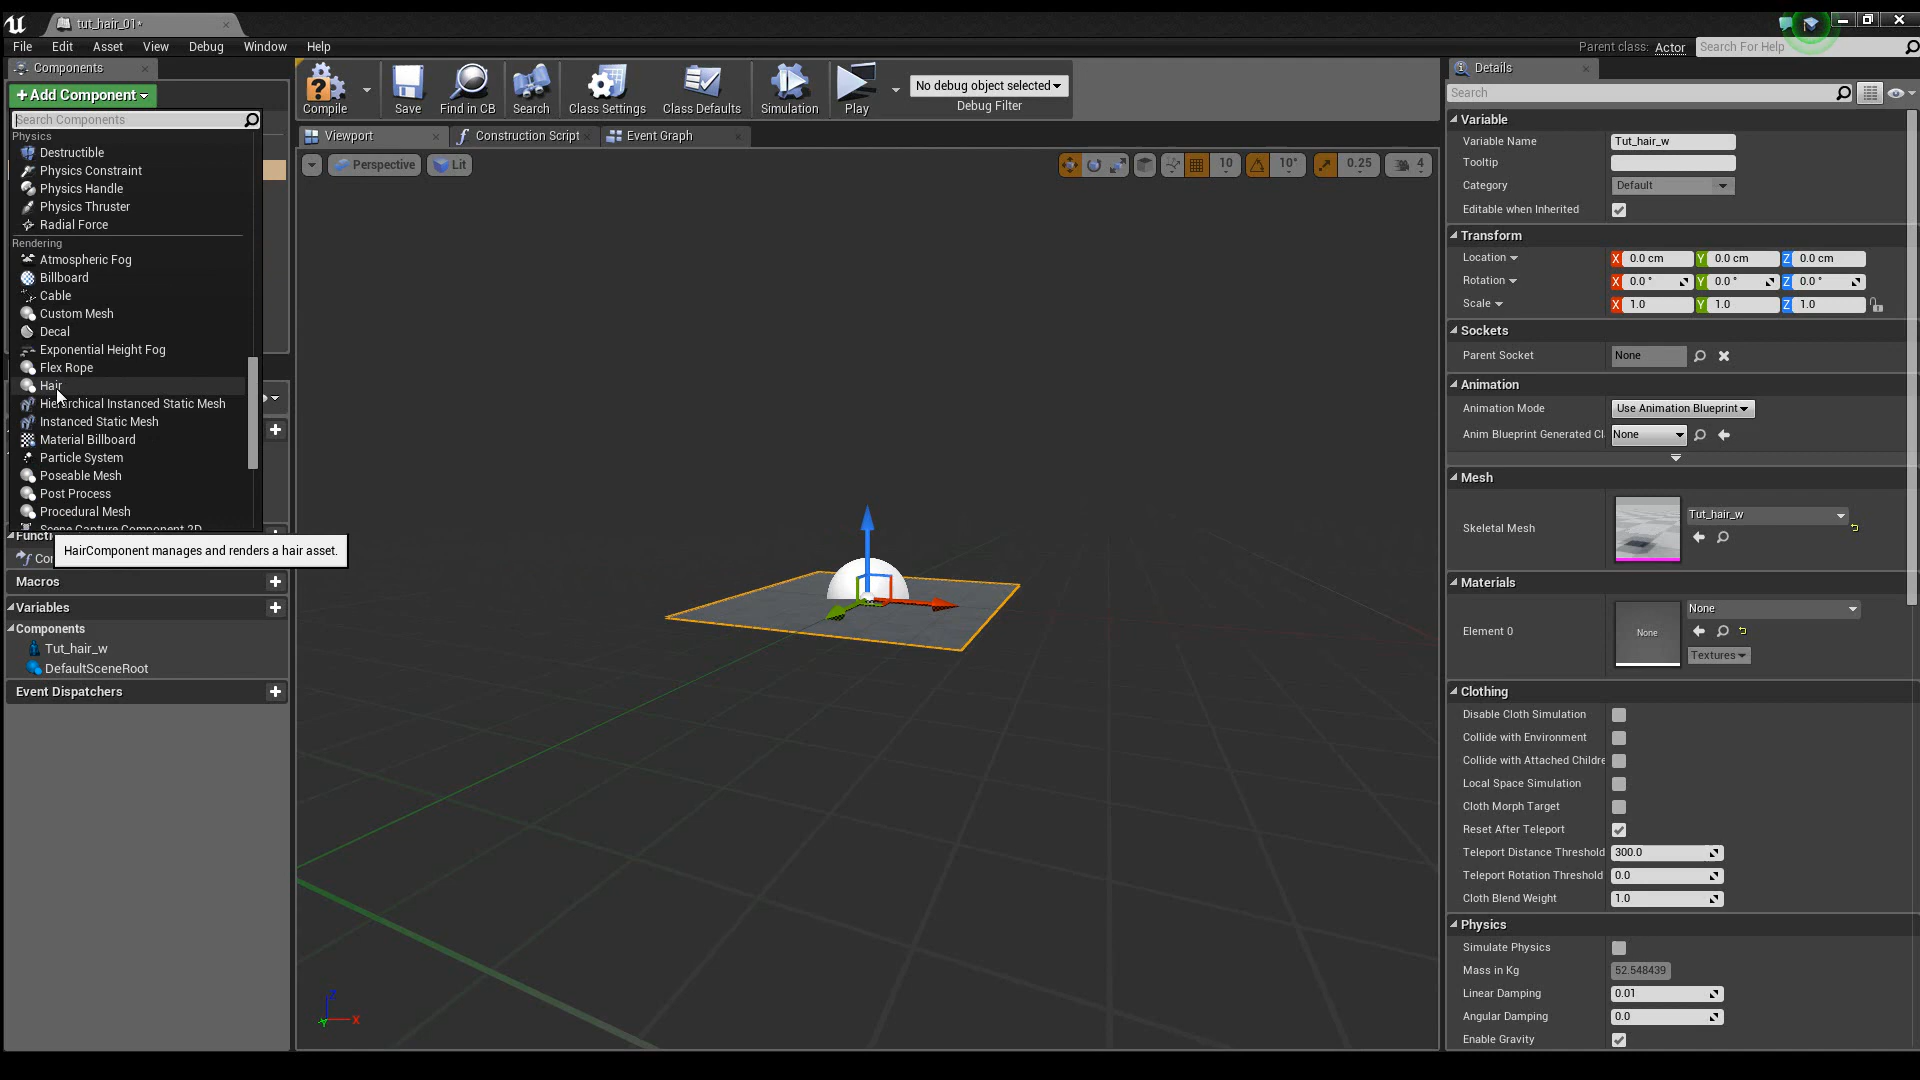 tut_hair_01*
File Edit Asset View Debug Window Help
Parent class: Actor
Search For Help
Components
+Add Component
Search Components
Physics
Destructible
Physics Constraint
Physics Handle
Physics Thruster
Radial Force
Rendering
Atmospheric Fog
Billboard
Cable
Custom Mesh
Decal
Exponential Height Fog
Flex Rope
Hair
Hierarchical Instanced Static Mesh
Instanced Static Mesh
Material Billboard
Particle System
Poseable Mesh
Post Process
Procedural Mesh
Scene Capture Component 2D
HairComponent manages and renders a hair asset.
Functi
Con
Macros
Variables
Components
Tut_hair_w
DefaultSceneRoot
Event Dispatchers
Compile
Save
Find in CB
Search
Class Settings
Class Defaults
Simulation
Play
No debug object selected
Debug Filter
Viewport
Construction Script
Event Graph
Perspective
Lit
10
10°
0.25
4
Z
X
Y
Details
Search
Variable
Variable Name Tut_hair_w
Tooltip
Category Default
Editable when Inherited
Transform
Location X 0.0 cm Y 0.0 cm Z 0.0 cm
Rotation X 0.0 ° Y 0.0 ° Z 0.0 °
Scale X 1.0 Y 1.0 Z 1.0
Sockets
Parent Socket None
Animation
Animation Mode Use Animation Blueprint
Anim Blueprint Generated Cl None
Mesh
Skeletal Mesh Tut_hair_w
Materials
Element 0 None None
Textures
Clothing
Disable Cloth Simulation
Collide with Environment
Collide with Attached Childre
Local Space Simulation
Cloth Morph Target
Reset After Teleport
Teleport Distance Threshold 300.0
Teleport Rotation Threshold 0.0
Cloth Blend Weight 1.0
Physics
Simulate Physics
Mass in Kg 52.548439
Linear Damping 0.01
Angular Damping 0.0
Enable Gravity